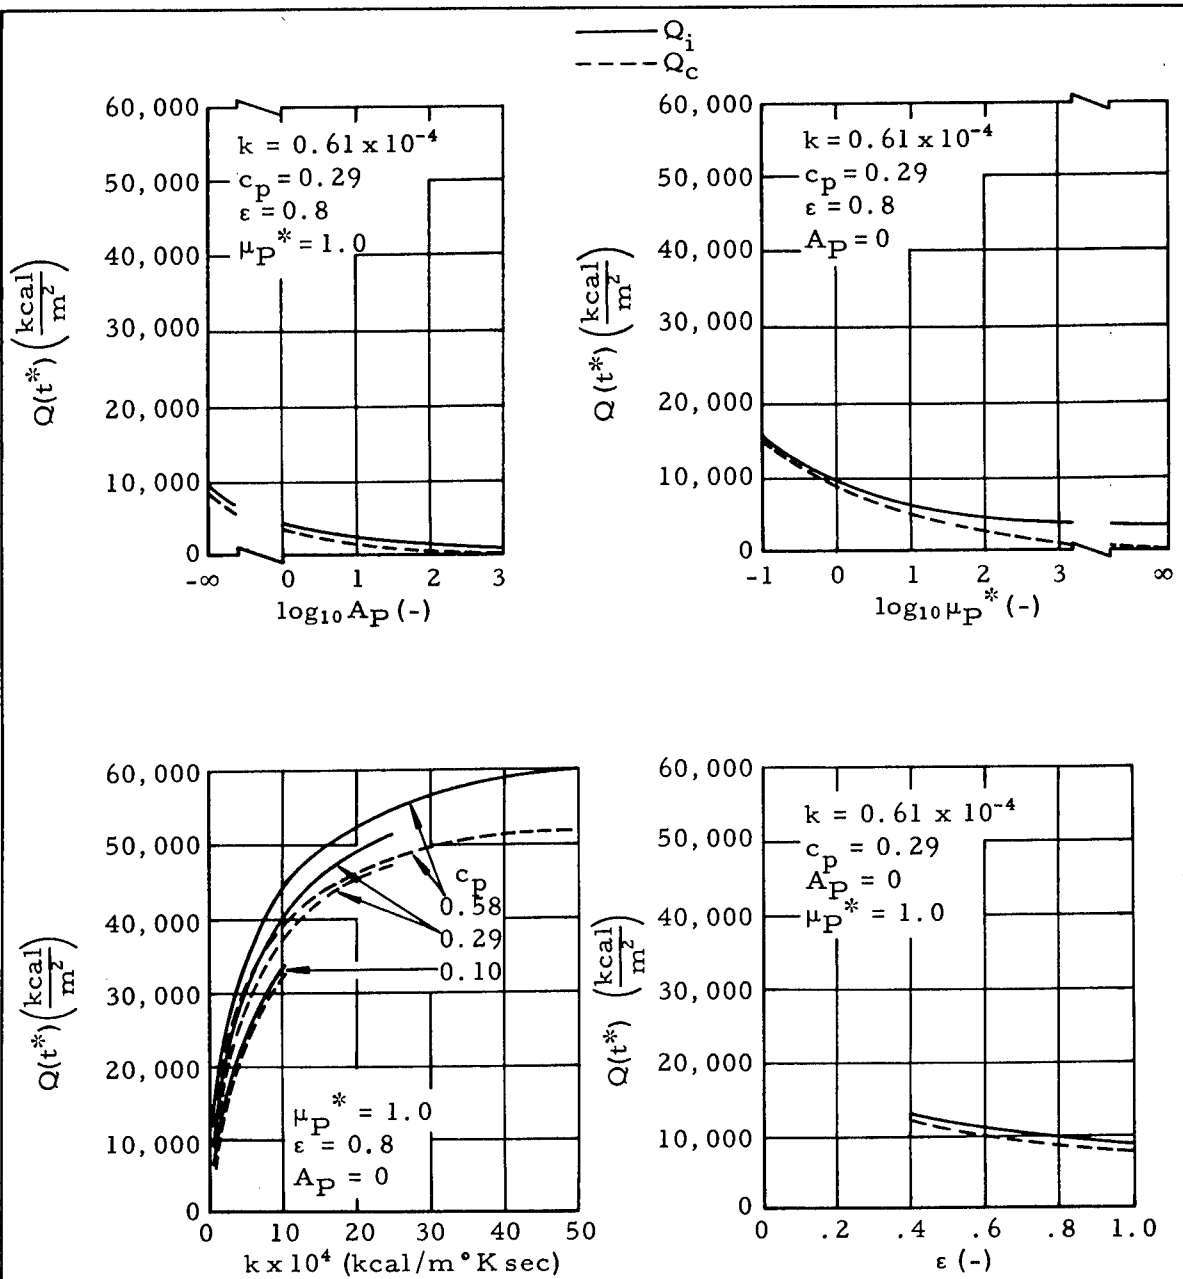 Q_i
Q_c
60,000
50,000
40,000
30,000
20,000
10,000
0
Q(t*) (kcal/m²)
k = 0.61 x 10⁻⁴
c_p = 0.29
ε = 0.8
μ_P* = 1.0
-∞ 0 1 2 3
log₁₀ A_P (-)
60,000
50,000
40,000
30,000
20,000
10,000
0
Q(t*) (kcal/m²)
k = 0.61 x 10⁻⁴
c_p = 0.29
ε = 0.8
A_P = 0
-1 0 1 2 3 ∞
log₁₀ μ_P* (-)
60,000
50,000
40,000
30,000
20,000
10,000
0
Q(t*) (kcal/m²)
c_p
0.58
0.29
0.10
μ_P* = 1.0
ε = 0.8
A_P = 0
0 10 20 30 40 50
k x 10⁴ (kcal/m °K sec)
60,000
50,000
40,000
30,000
20,000
10,000
0
Q(t*) (kcal/m²)
k = 0.61 x 10⁻⁴
c_p = 0.29
A_P = 0
μ_P* = 1.0
0 .2 .4 .6 .8 1.0
ε (-)